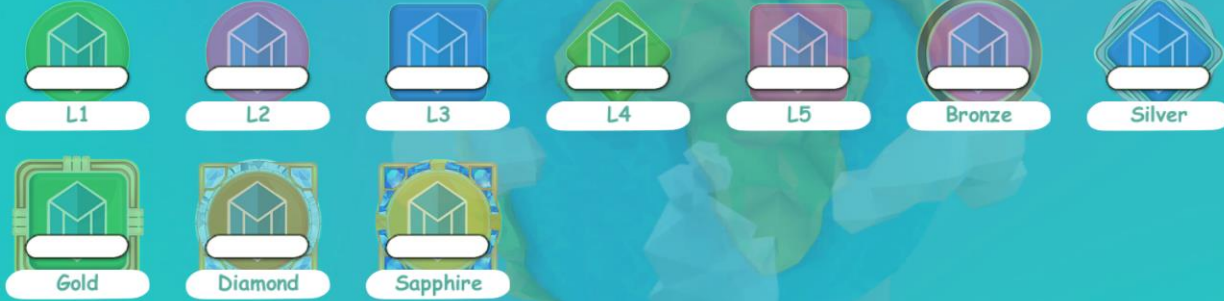 L1
L2
L3
L4
L5
Bronze
Silver
Gold
Diamond
Sapphire